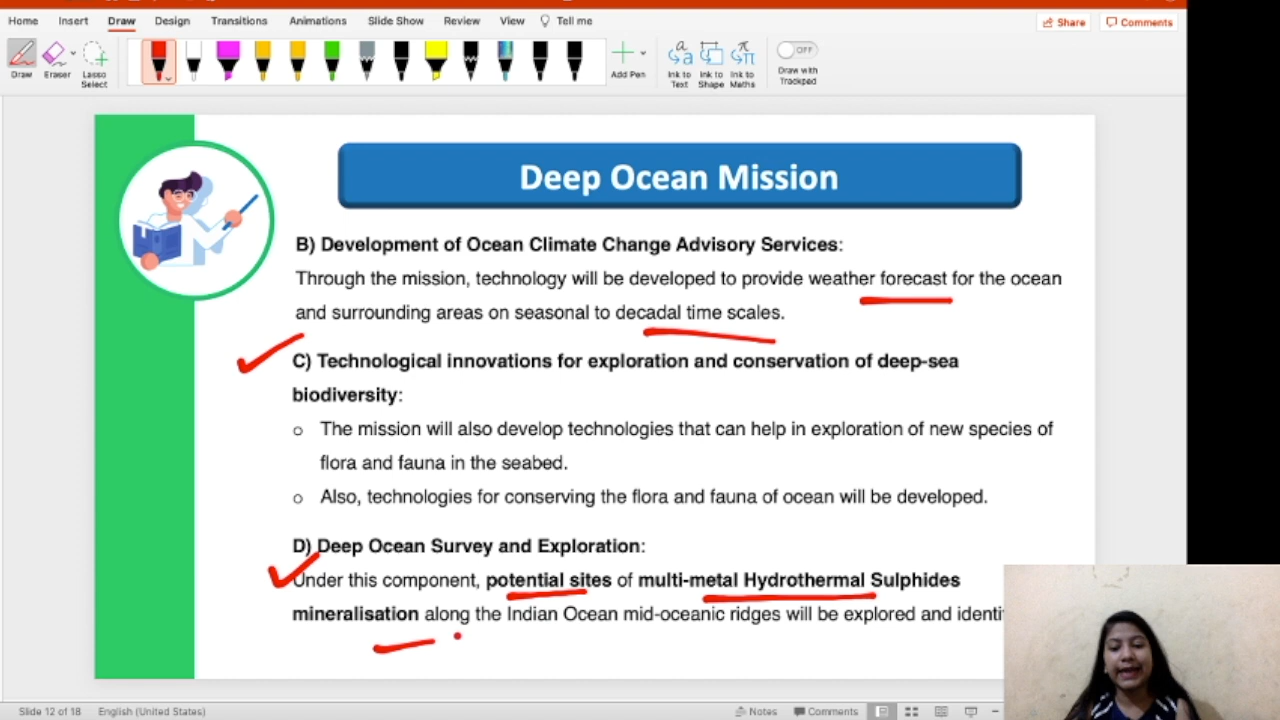 Home Insert Draw Design Transitions Animations Slide Show Review View Tell me Share Comments
Draw Eraser Lasso Select Add Pen Ink to Text Ink to Shape Ink to Maths OFF Draw with Trackpad
Deep Ocean Mission
B) Development of Ocean Climate Change Advisory Services:
Through the mission, technology will be developed to provide weather forecast for the ocean
and surrounding areas on seasonal to decadal time scales.
C) Technological innovations for exploration and conservation of deep-sea
biodiversity:
o The mission will also develop technologies that can help in exploration of new species of
flora and fauna in the seabed.
o Also, technologies for conserving the flora and fauna of ocean will be developed.
D) Deep Ocean Survey and Exploration:
Under this component, potential sites of multi-metal Hydrothermal Sulphides
mineralisation along the Indian Ocean mid-oceanic ridges will be explored and
Slide 12 of 18 English (United States) Notes Comments